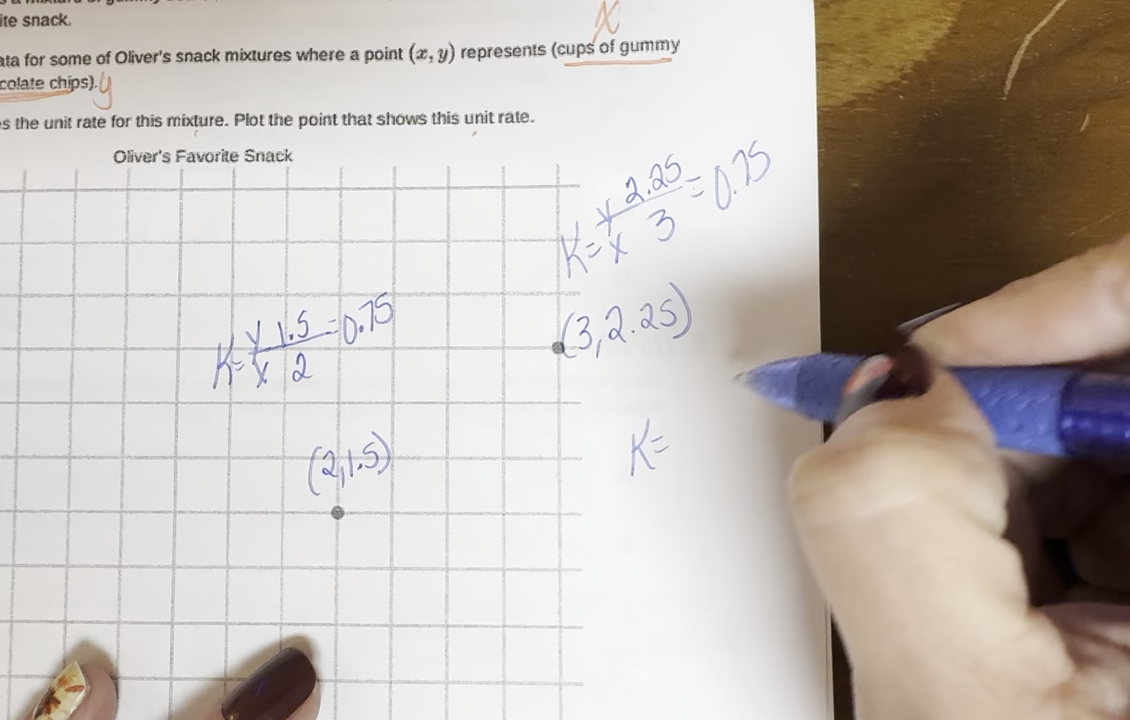 ite snack.
x
ata for some of Oliver's snack mixtures where a point (x, y) represents (cups of gummy
colate chips). y
es the unit rate for this mixture. Plot the point that shows this unit rate.
Oliver's Favorite Snack
K = y/x 2.25/3 = 0.75
K = y/x 1.5/2 = 0.75
(3, 2.25)
K =
(2, 1.5)